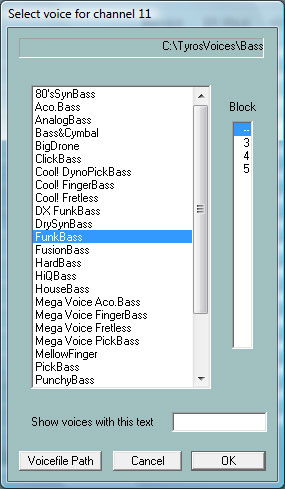 Select voice for channel 11
C:\TyrosVoices\Bass
Block
80'sSynBass
Aco.Bass
AnalogBass
Bass&Cymbal
BigDrone
ClickBass
Cool! DynoPickBass
Cool! FingerBass
Cool! Fretless
DX FunkBass
DrySynBass
FunkBass
FusionBass
HardBass
HiQBass
HouseBass
Mega Voice Aco.Bass
Mega Voice FingerBass
Mega Voice Fretless
Mega Voice PickBass
MellowFinger
PickBass
PunchyBass
--
3
4
5
Show voices with this text
Voicefile Path
Cancel
OK